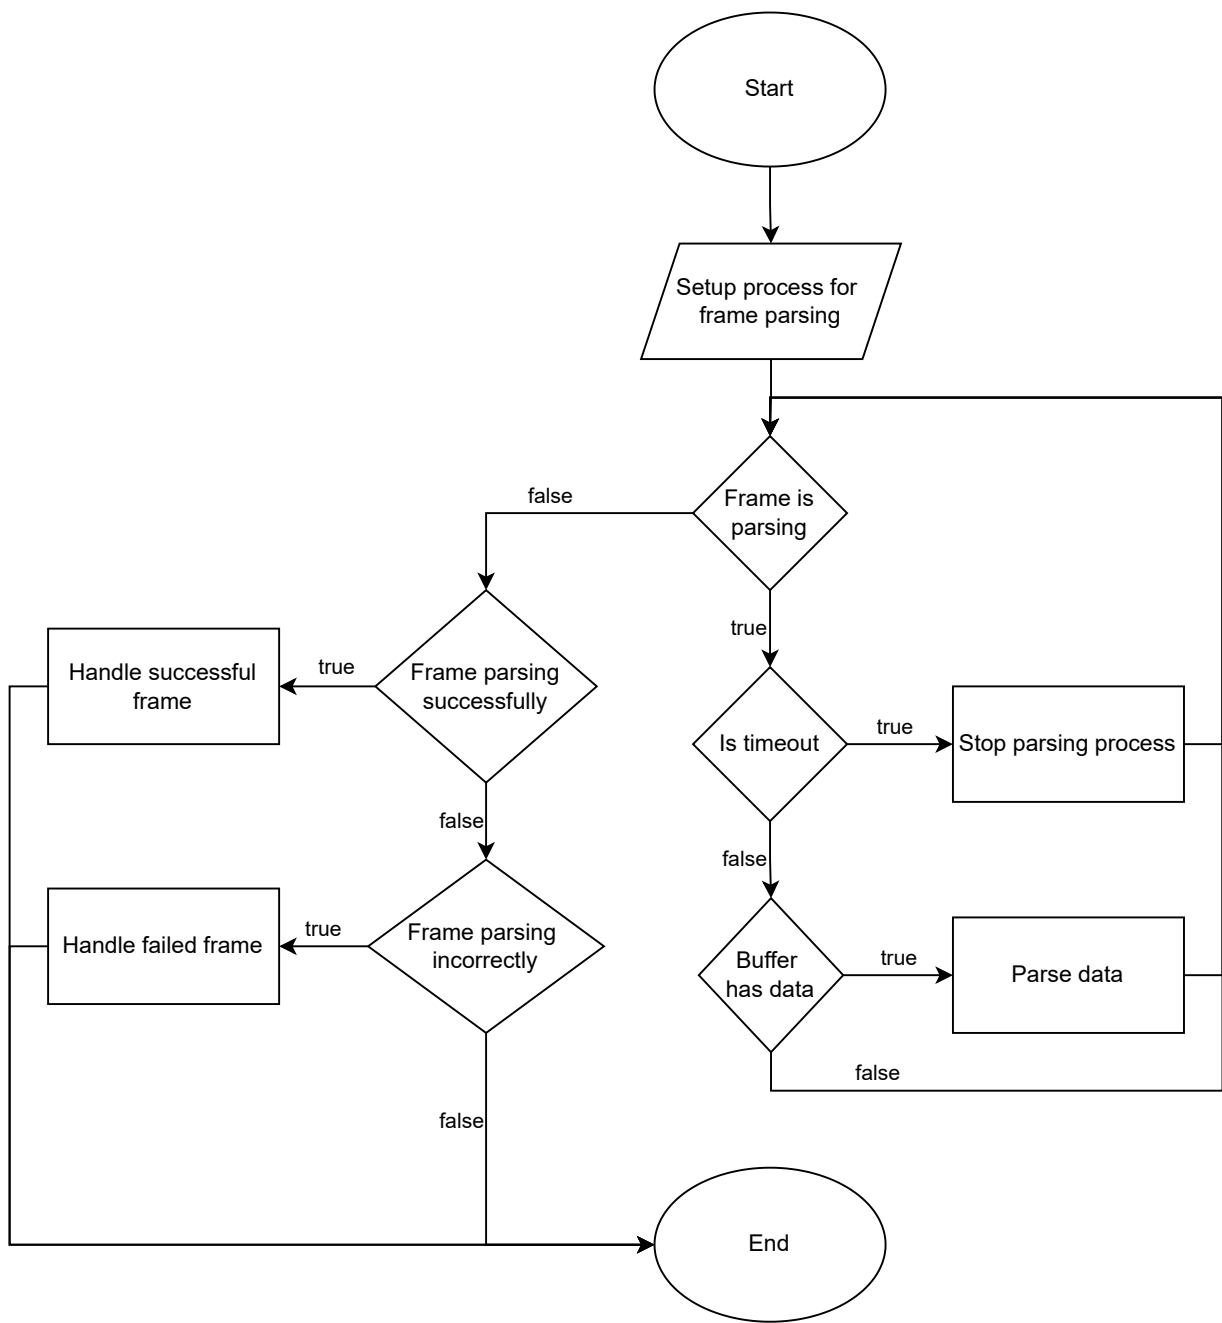 Start
Setup process for
frame parsing
false
Frame is
parsing
true
Handle successful
frame
true
Frame parsing
successfully
Is timeout
true
Stop parsing process
false
false
Handle failed frame
true
Frame parsing
incorrectly
Buffer
has data
true
Parse data
false
false
End